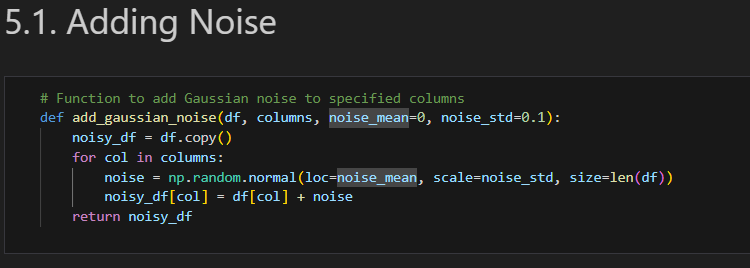 5.1. Adding Noise
# Function to add Gaussian noise to specified columns
def add_gaussian_noise(df, columns, noise_mean=0, noise_std=0.1):
    noisy_df = df.copy()
    for col in columns:
        noise = np.random.normal(loc=noise_mean, scale=noise_std, size=len(df))
        noisy_df[col] = df[col] + noise
    return noisy_df